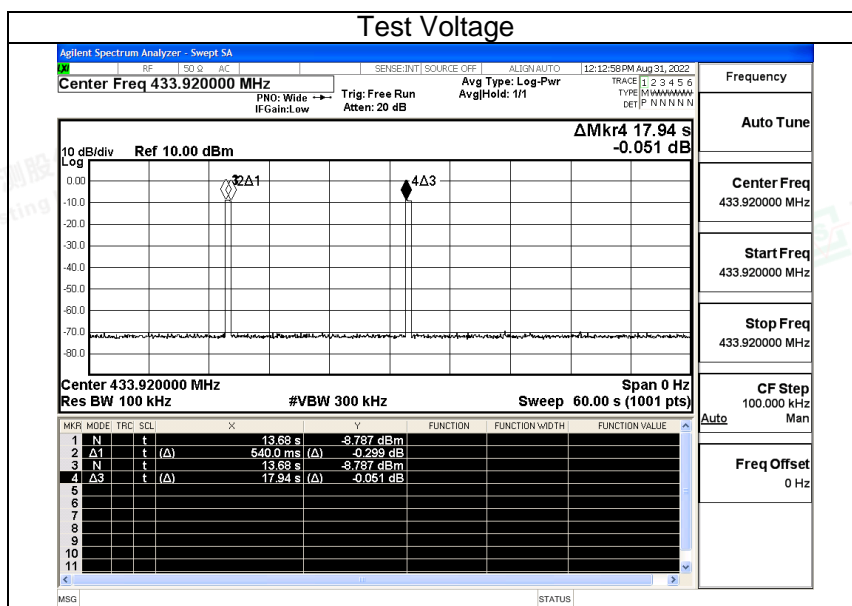 Test Voltage
Agilent Spectrum Analyzer - Swept SA
RF 50 Ω AC SENSE:INT SOURCE OFF ALIGN AUTO 12:12:58 PM Aug 31, 2022
Center Freq 433.920000 MHz
PNO: Wide
IFGain:Low
Trig: Free Run
Atten: 20 dB
Avg Type: Log-Pwr
Avg|Hold: 1/1
TRACE 1 2 3 4 5 6
TYPE M
DET P N N N N N
ΔMkr4 17.94 s
-0.051 dB
10 dB/div Ref 10.00 dBm
Log
0.00
-10.0
-20.0
-30.0
-40.0
-50.0
-60.0
-70.0
-80.0
2Δ1
4Δ3
Center 433.920000 MHz Span 0 Hz
Res BW 100 kHz #VBW 300 kHz Sweep 60.00 s (1001 pts)
MKR MODE TRC SCL X Y FUNCTION FUNCTION WIDTH FUNCTION VALUE
1 N t 13.68 s -8.787 dBm
2 Δ1 t (Δ) 540.0 ms (Δ) -0.299 dB
3 N t 13.68 s -8.787 dBm
4 Δ3 t (Δ) 17.94 s (Δ) -0.051 dB
5
6
7
8
9
10
11
MSG STATUS
Frequency
Auto Tune
Center Freq
433.920000 MHz
Start Freq
433.920000 MHz
Stop Freq
433.920000 MHz
CF Step
100.000 kHz
Auto Man
Freq Offset
0 Hz